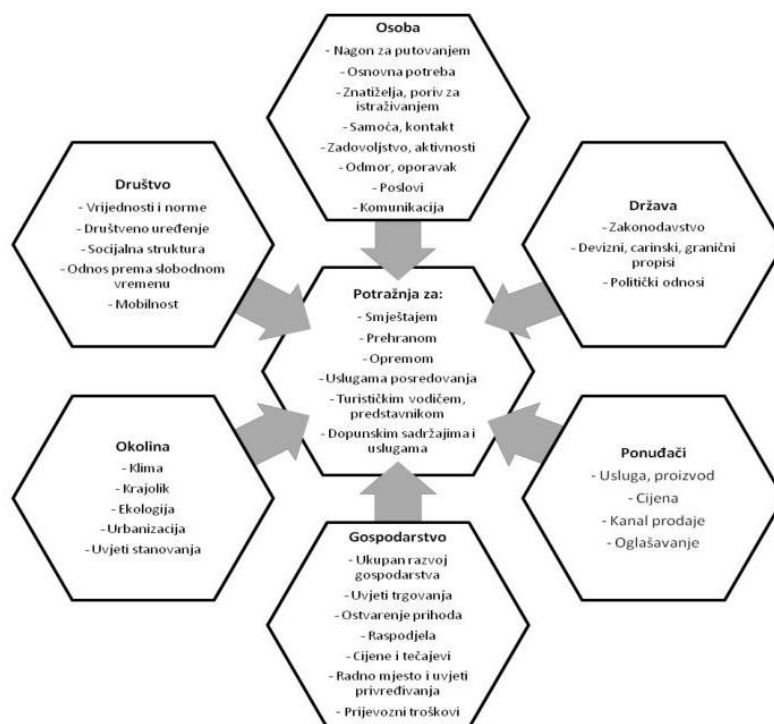 Osoba
- Nagon za putovanjem
- Osnovna potreba
- Znatiželja, poriv za
istraživanjem
- Samoća, kontakt
- Zadovoljstvo, aktivnosti
- Odmor, oporavak
- Poslovi
- Komunikacija
Društvo
- Vrijednosti i norme
- Društveno uređenje
- Socijalna struktura
- Odnos prema slobodnom
vremenu
- Mobilnost
Država
- Zakonodavstvo
- Devizni, carinski, granični
propisi
- Politički odnosi
Potražnja za:
- Smještajem
- Prehranom
- Opremom
- Uslugama posredovanja
- Turističkim vodičem,
predstavnikom
- Dopunskim sadržajima i
uslugama
Okolina
- Klima
- Krajolik
- Ekologija
- Urbanizacija
- Uvjeti stanovanja
Ponuđači
- Usluga, proizvod
- Cijena
- Kanal prodaje
- Oglašavanje
Gospodarstvo
- Ukupan razvoj
gospodarstva
- Uvjeti trgovanja
- Ostvarenje prihoda
- Raspodjela
- Cijene i tečajevi
- Radno mjesto i uvjeti
privređivanja
- Prijevozni troškovi